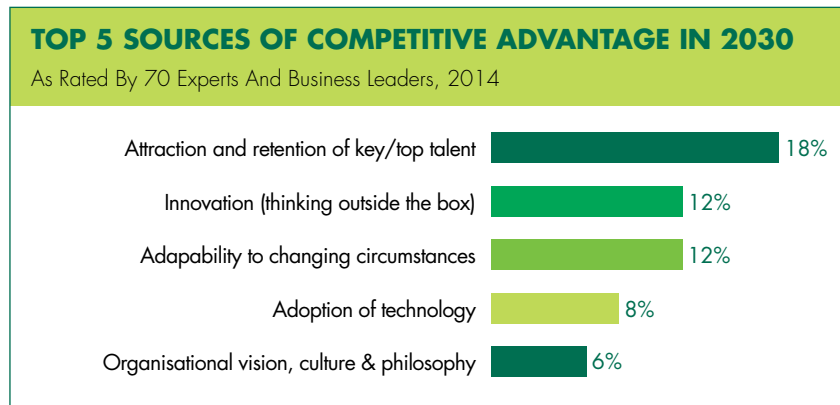 TOP 5 SOURCES OF COMPETITIVE ADVANTAGE IN 2030
As Rated By 70 Experts And Business Leaders, 2014
Attraction and retention of key/top talent 18%
Innovation (thinking outside the box) 12%
Adapability to changing circumstances 12%
Adoption of technology 8%
Organisational vision, culture & philosophy 6%